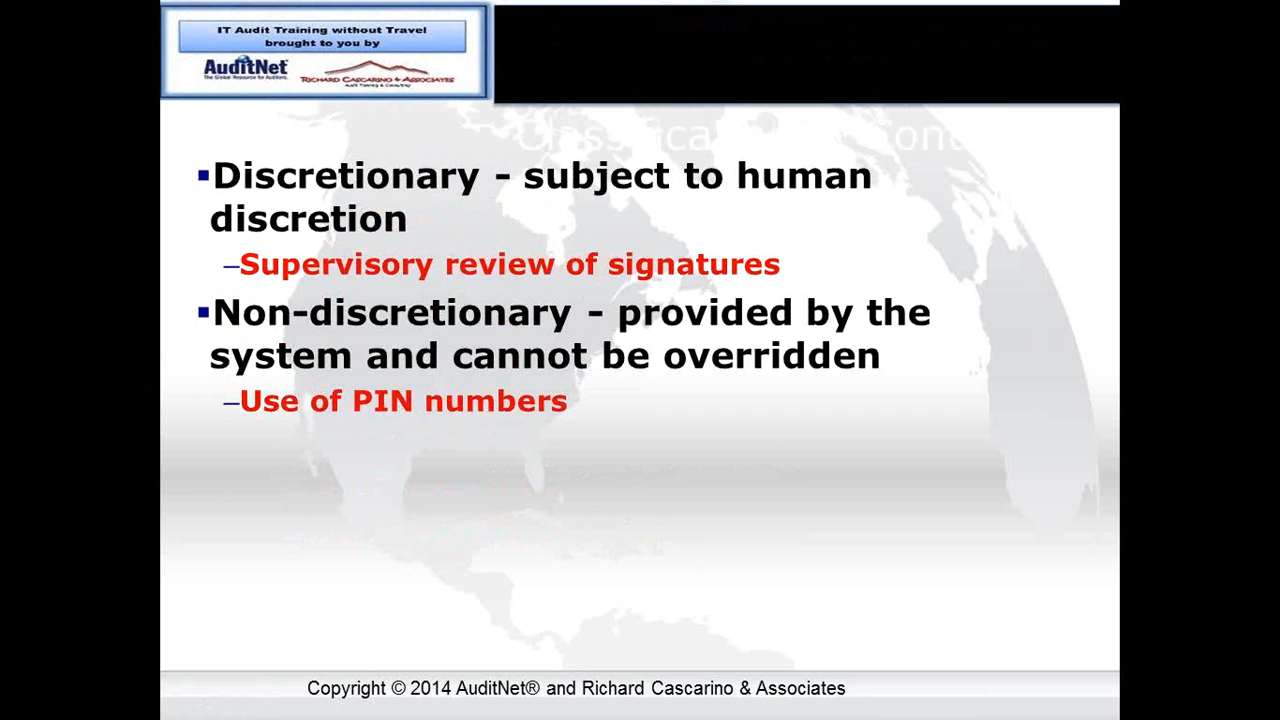 IT Audit Training without Travel
brought to you by
AuditNet
The Global Resource for Auditors
RICHARD CASCARINO & ASSOCIATES
Audit Training & Consulting
▪Discretionary - subject to human
discretion
–Supervisory review of signatures
▪Non-discretionary - provided by the
system and cannot be overridden
–Use of PIN numbers
Copyright © 2014 AuditNet® and Richard Cascarino & Associates